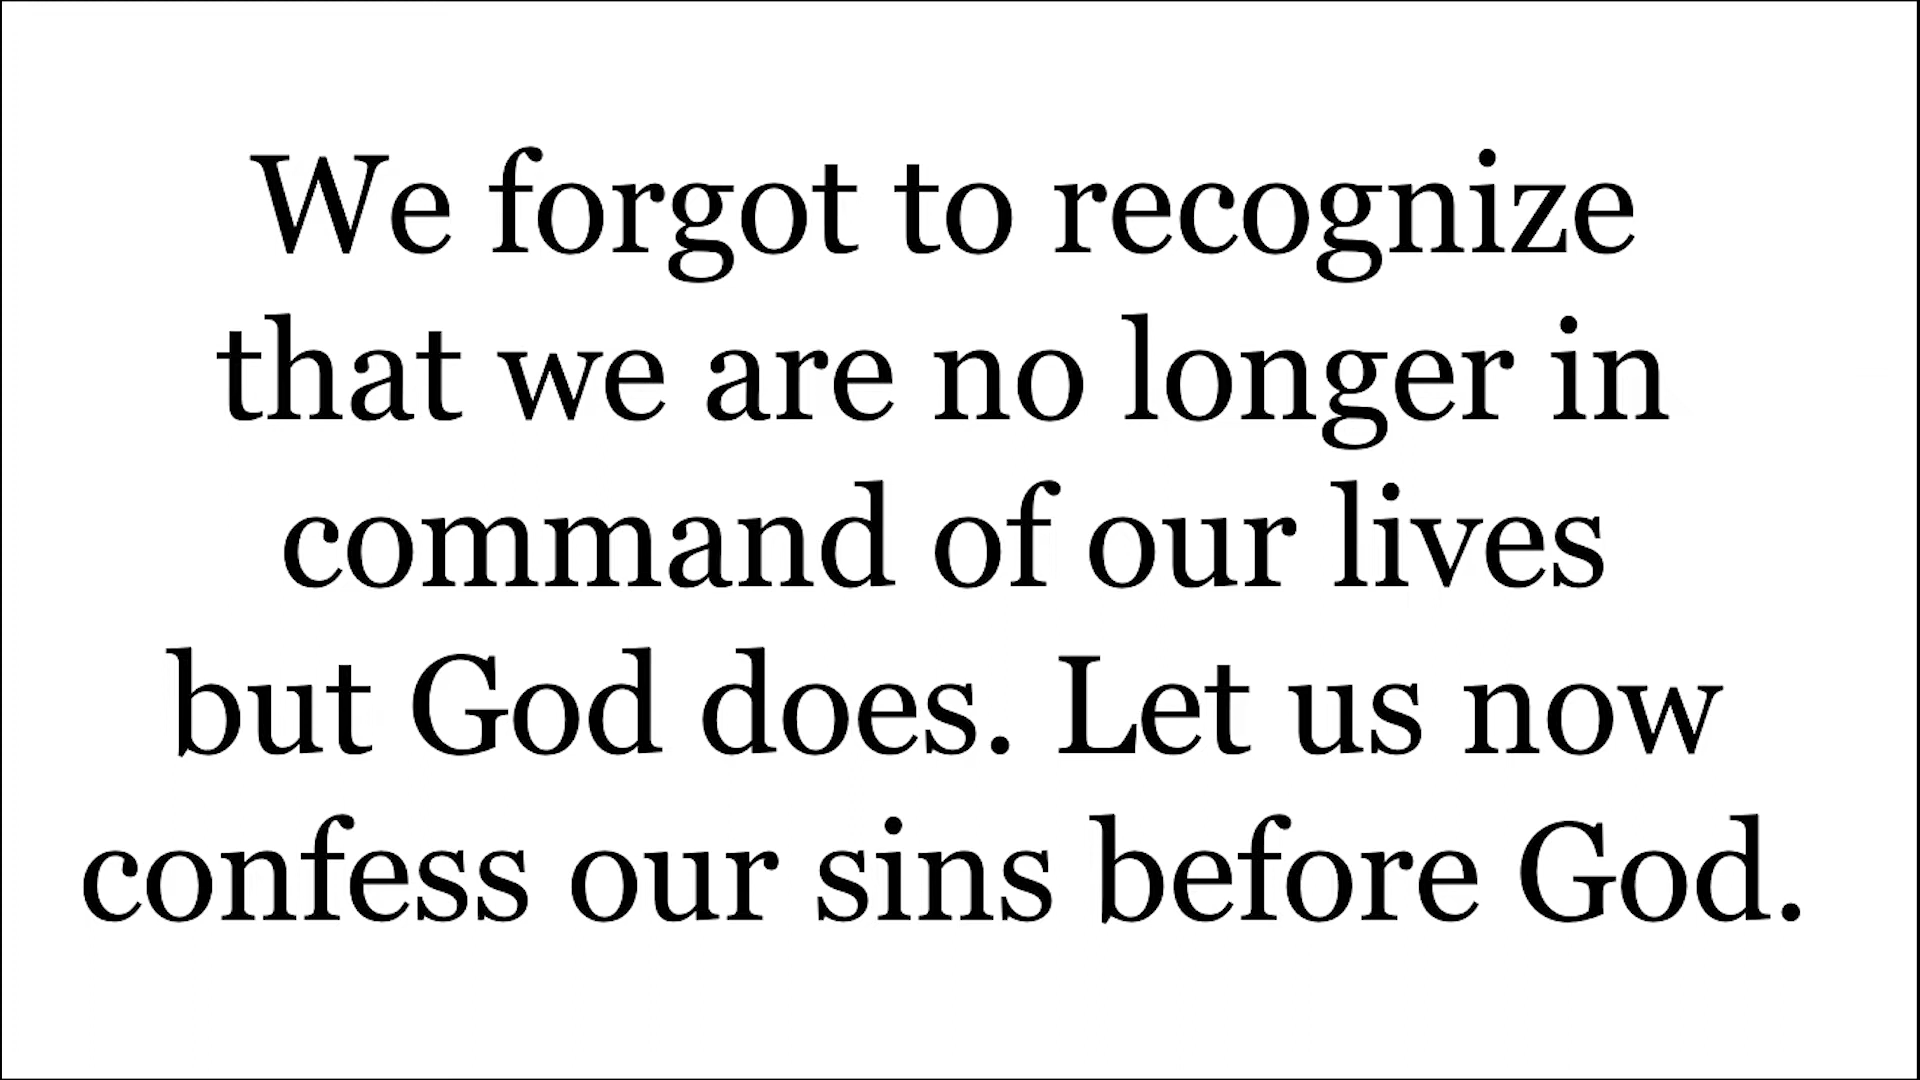 We forgot to recognize
that we are no longer in
command of our lives
but God does. Let us now
confess our sins before God.